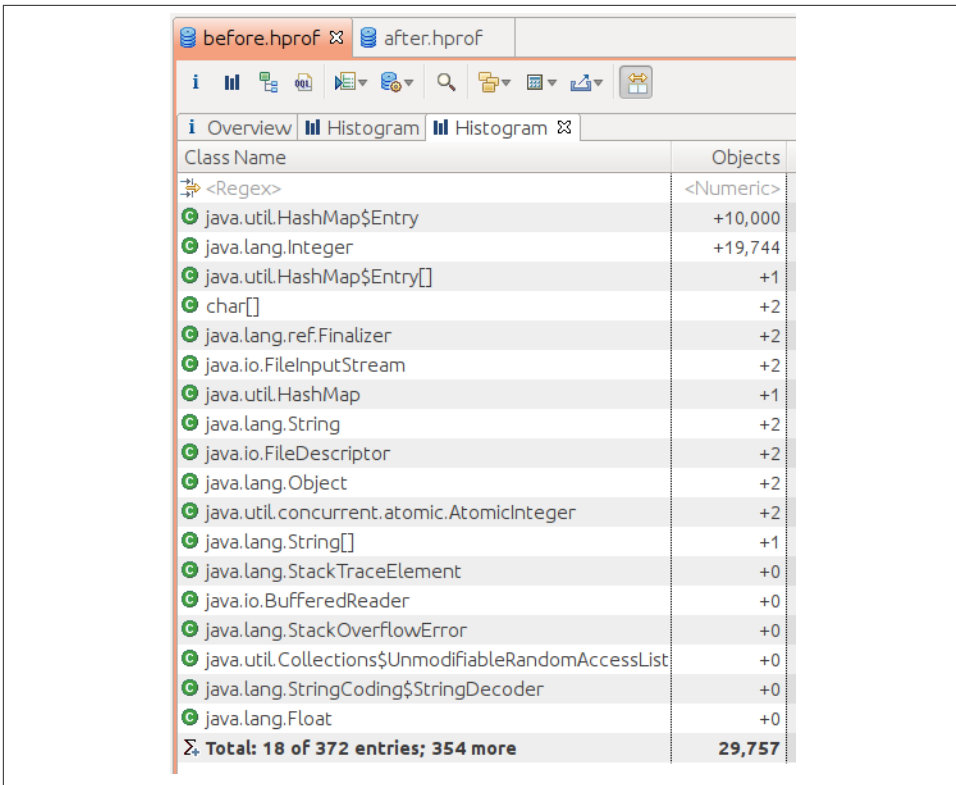 before.hprof after.hprof
i OQL
i Overview Histogram Histogram
Class Name Objects
<Regex> <Numeric>
java.util.HashMap$Entry +10,000
java.lang.Integer +19,744
java.util.HashMap$Entry[] +1
char[] +2
java.lang.ref.Finalizer +2
java.io.FileInputStream +2
java.util.HashMap +1
java.lang.String +2
java.io.FileDescriptor +2
java.lang.Object +2
java.util.concurrent.atomic.AtomicInteger +2
java.lang.String[] +1
java.lang.StackTraceElement +0
java.io.BufferedReader +0
java.lang.StackOverflowError +0
java.util.Collections$UnmodifiableRandomAccessList +0
java.lang.StringCoding$StringDecoder +0
java.lang.Float +0
Σ Total: 18 of 372 entries; 354 more 29,757